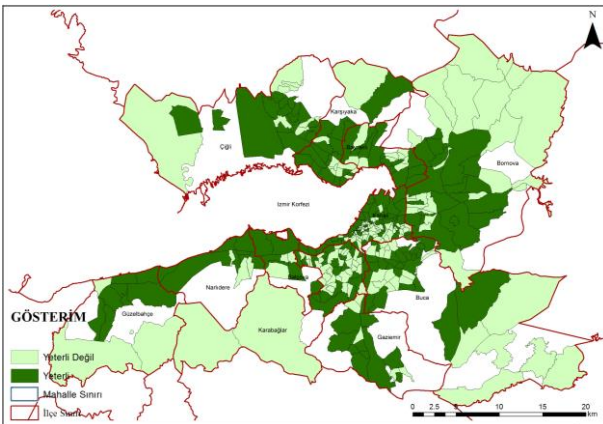 N
Karşıyaka
Çiğli
Bornova
İzmir Korfezi
Narlıdere
Buca
Güzelbahçe
Karabağlar
Gaziemir
GÖSTERİM
Yeterli Değil
Yeterli
Mahalle Sınırı
İlçe Sınırı
0 2.5 5 10 15 20
km